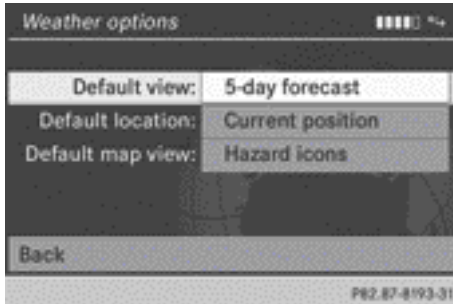 Weather options
Default view: 5-day forecast
Default location: Current position
Default map view: Hazard icons
Back
P82.87-8193-31